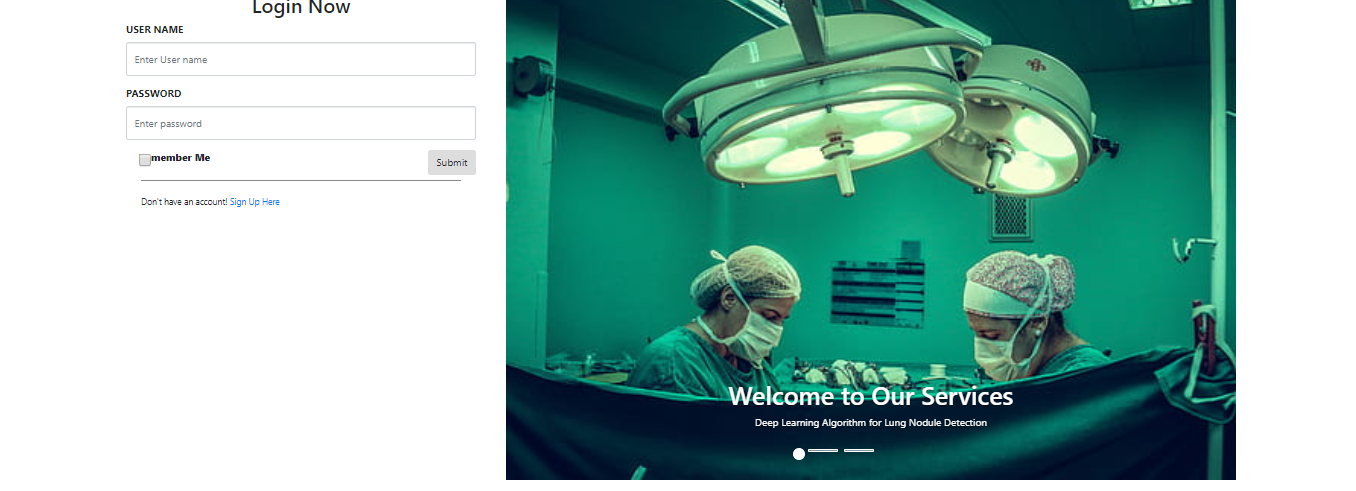 Login Now
USER NAME
Enter User name
PASSWORD
Enter password
member Me
Submit
Don't have an account! Sign Up Here
Welcome to Our Services
Deep Learning Algorithm for Lung Nodule Detection